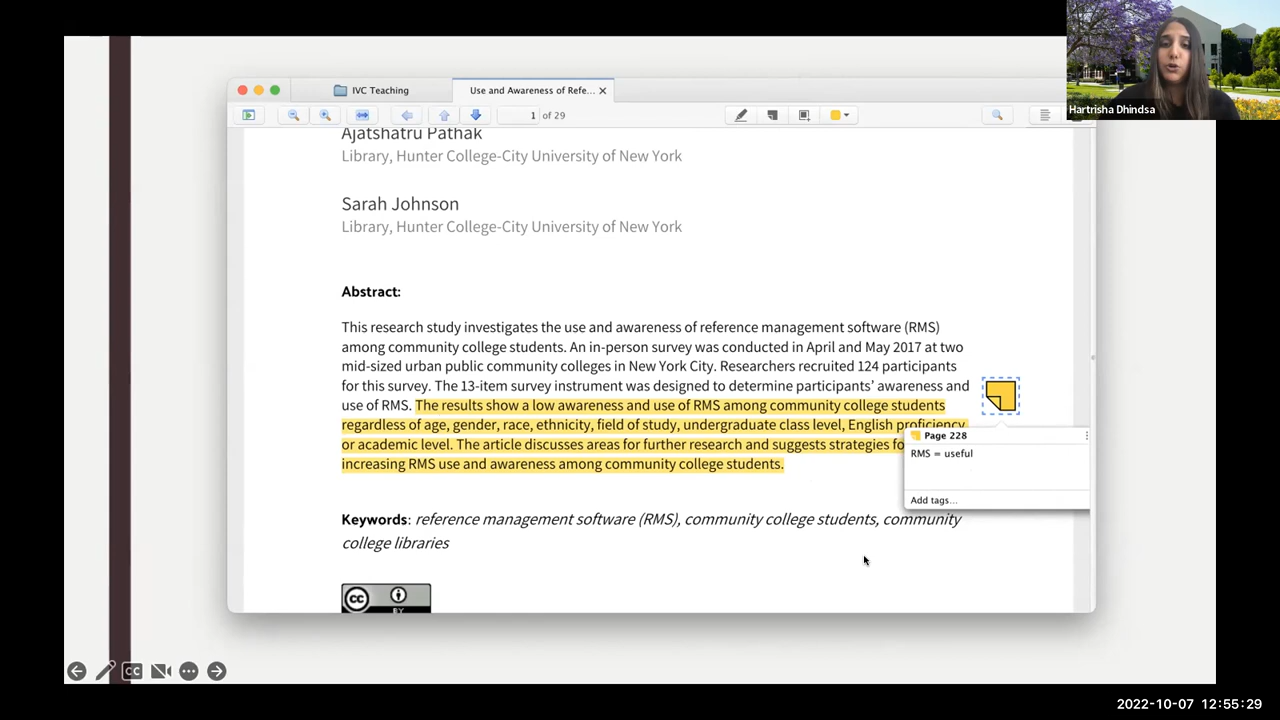 Hartrisha Dhindsa
IVC Teaching
Use and Awareness of Refe...
1 of 29
Ajatshatru Pathak
Library, Hunter College-City University of New York
Sarah Johnson
Library, Hunter College-City University of New York
Abstract:
This research study investigates the use and awareness of reference management software (RMS)
among community college students. An in-person survey was conducted in April and May 2017 at two
mid-sized urban public community colleges in New York City. Researchers recruited 124 participants
for this survey. The 13-item survey instrument was designed to determine participants' awareness and
use of RMS. The results show a low awareness and use of RMS among community college students
regardless of age, gender, race, ethnicity, field of study, undergraduate class level, English proficiency
or academic level. The article discusses areas for further research and suggests strategies fo
increasing RMS use and awareness among community college students.
Page 228
RMS = useful
Add tags...
Keywords: reference management software (RMS), community college students, community
college libraries
cc
BY
CC
2022-10-07 12:55:29